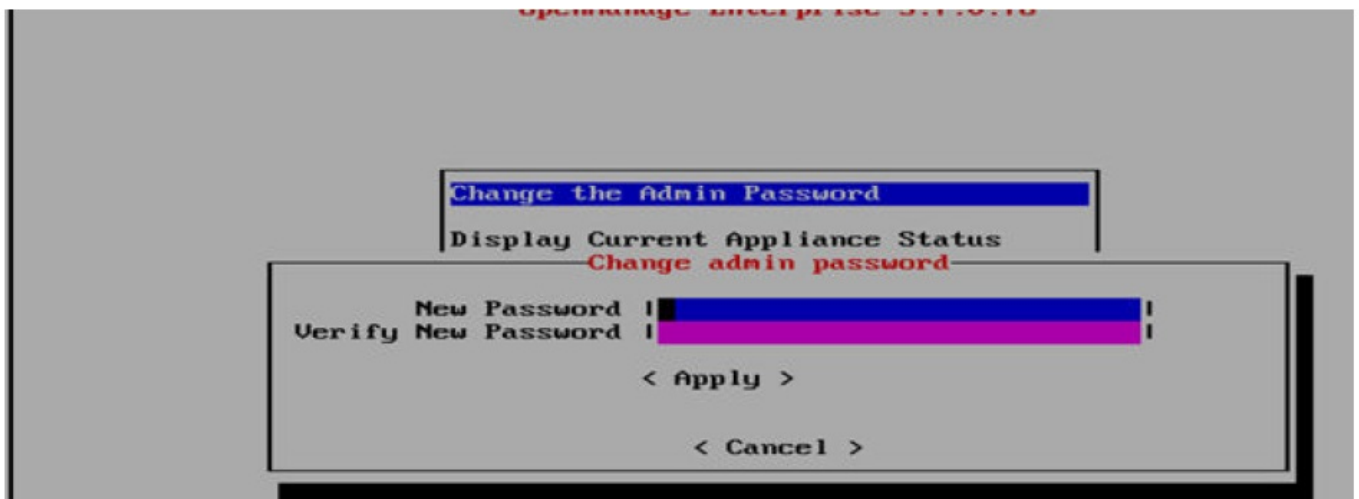 OpenManage Enterprise
Change the Admin Password
Display Current Appliance Status
Change admin password
New Password
Verify New Password
< Apply >
< Cancel >